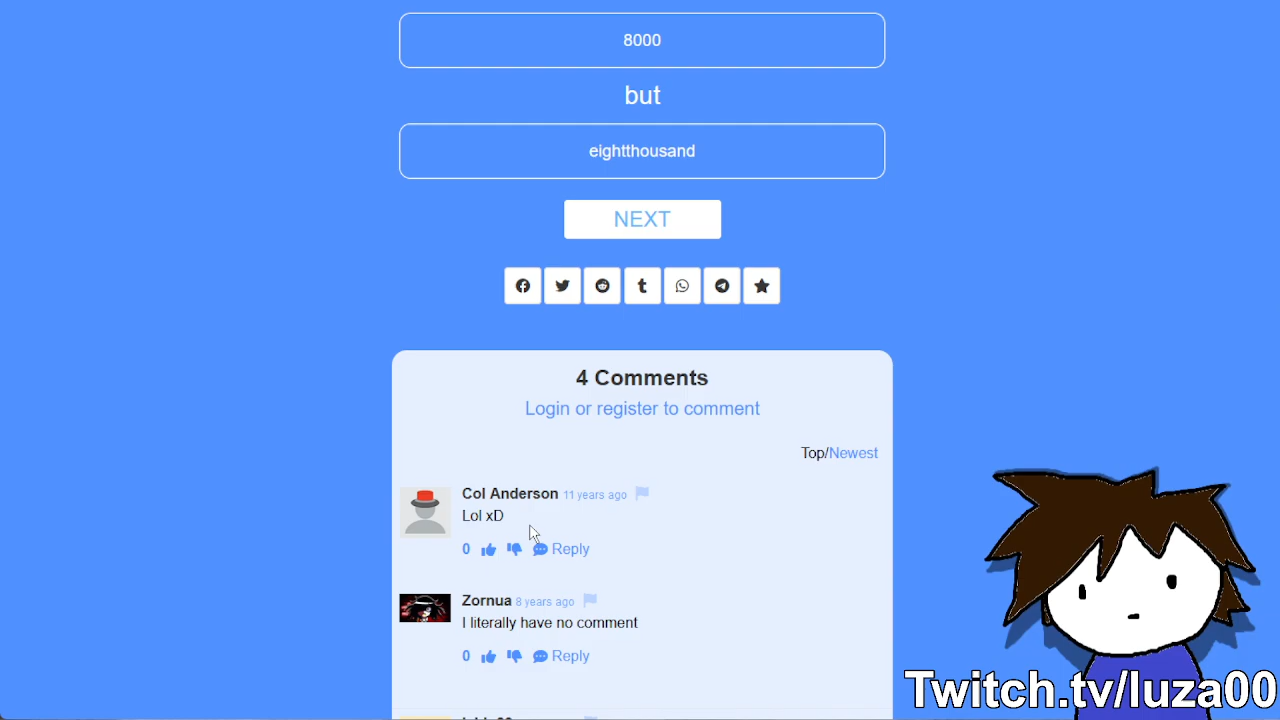 8000
but
eightthousand
NEXT
4 Comments
Login or register to comment
Top/Newest
Col Anderson 11 years ago
Lol xD
0 Reply
Zornua 8 years ago
I literally have no comment
0 Reply
Twitch.tv/luza00